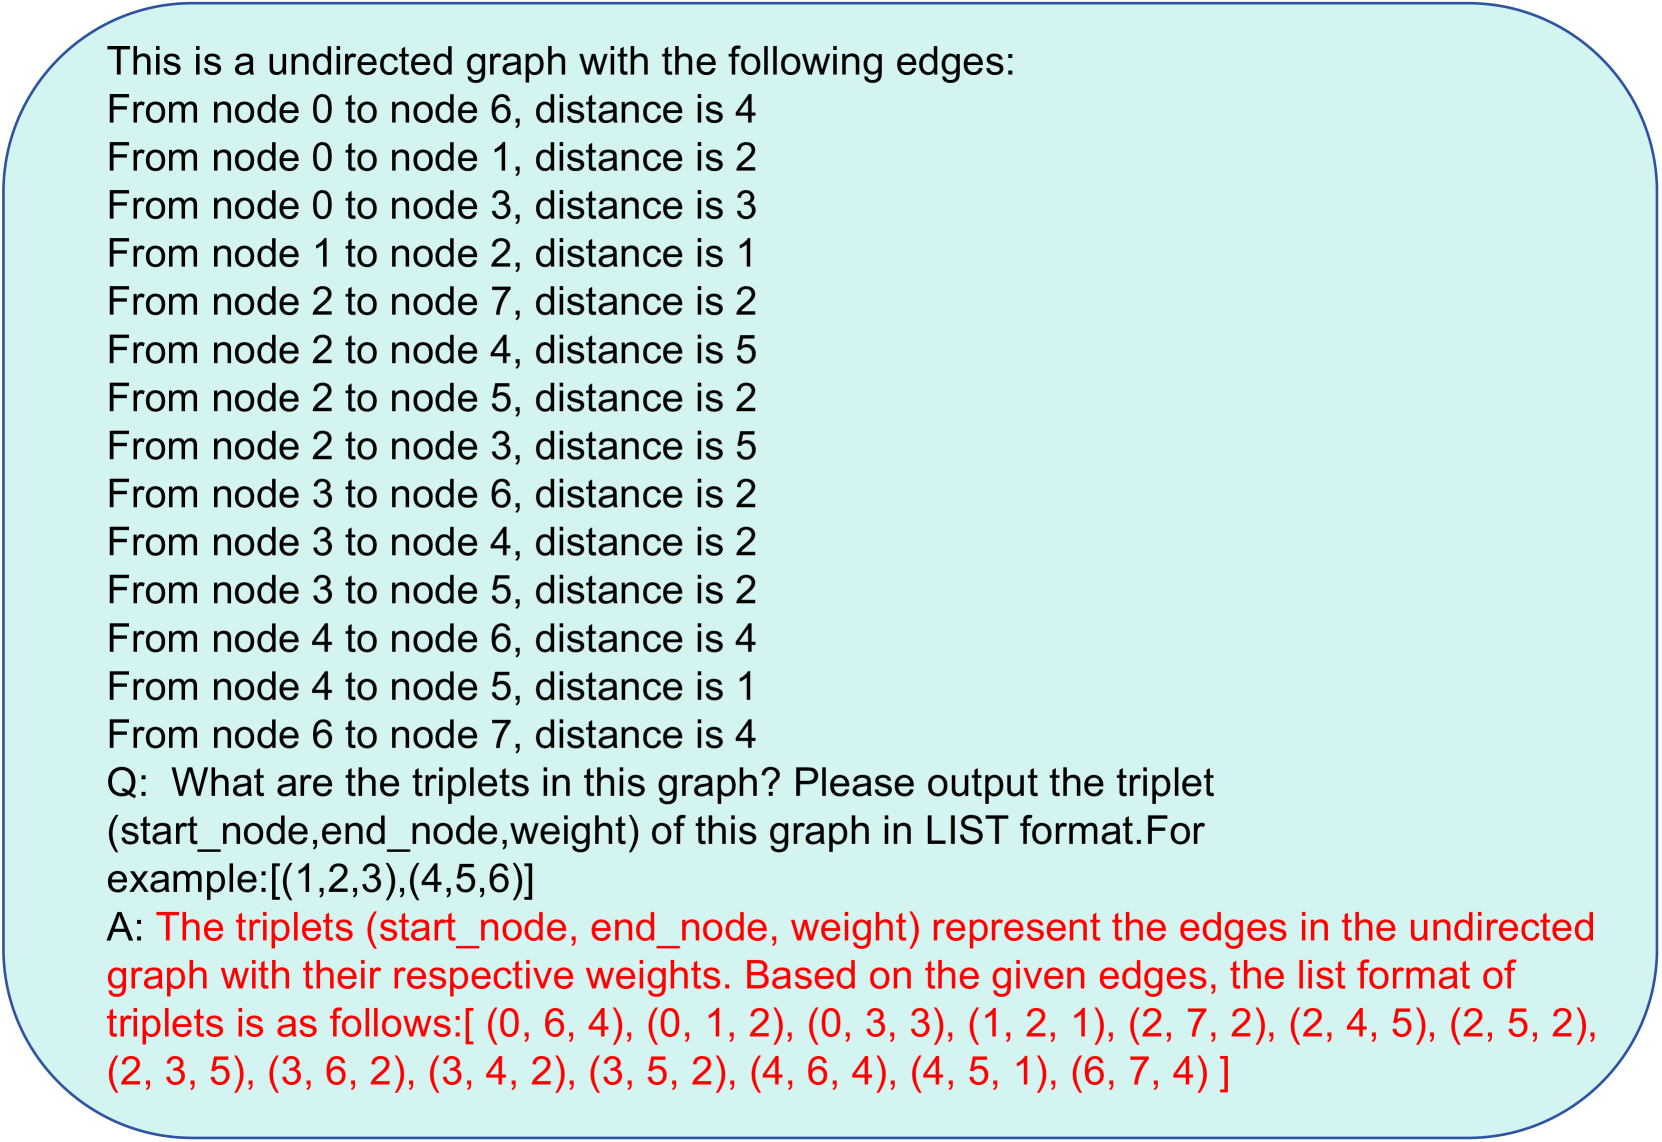 This is a undirected graph with the following edges:
From node 0 to node 6, distance is 4
From node 0 to node 1, distance is 2
From node 0 to node 3, distance is 3
From node 1 to node 2, distance is 1
From node 2 to node 7, distance is 2
From node 2 to node 4, distance is 5
From node 2 to node 5, distance is 2
From node 2 to node 3, distance is 5
From node 3 to node 6, distance is 2
From node 3 to node 4, distance is 2
From node 3 to node 5, distance is 2
From node 4 to node 6, distance is 4
From node 4 to node 5, distance is 1
From node 6 to node 7, distance is 4
Q:  What are the triplets in this graph? Please output the triplet
(start_node,end_node,weight) of this graph in LIST format.For
example:[(1,2,3),(4,5,6)]
A: The triplets (start_node, end_node, weight) represent the edges in the undirected
graph with their respective weights. Based on the given edges, the list format of
triplets is as follows:[ (0, 6, 4), (0, 1, 2), (0, 3, 3), (1, 2, 1), (2, 7, 2), (2, 4, 5), (2, 5, 2),
(2, 3, 5), (3, 6, 2), (3, 4, 2), (3, 5, 2), (4, 6, 4), (4, 5, 1), (6, 7, 4) ]